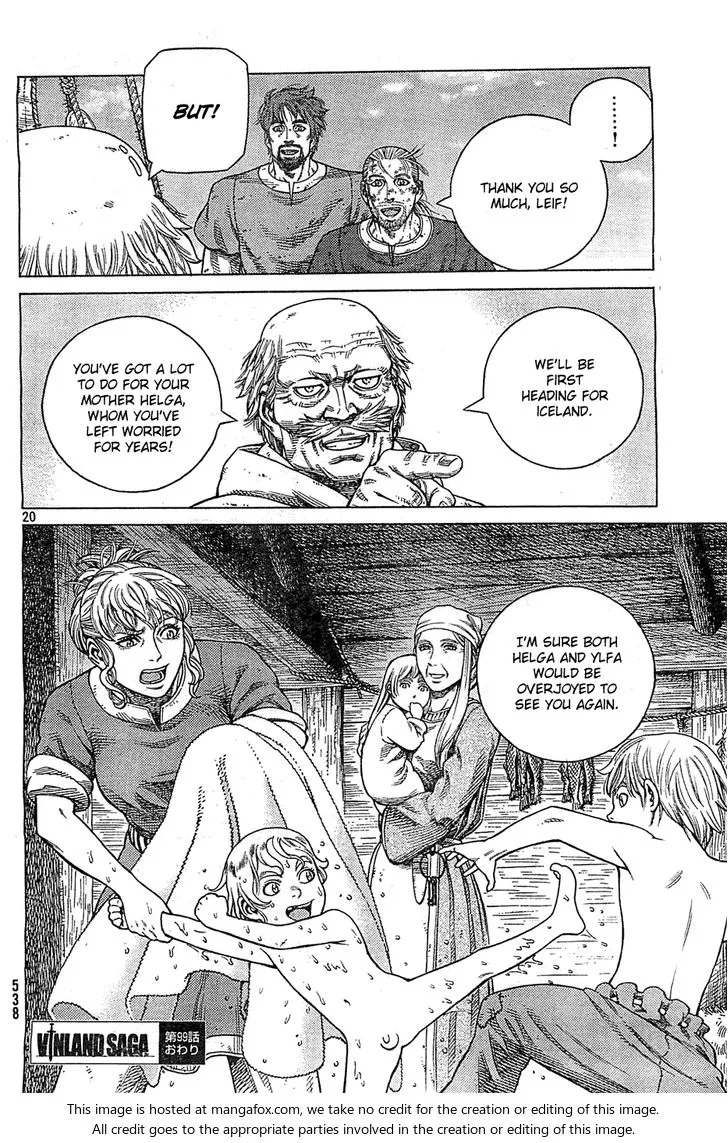 ......!
THANK YOU SO
MUCH, LEIF!
BUT!
WE'LL BE
FIRST
HEADING FOR
ICELAND.
YOU'VE GOT A LOT
TO DO FOR YOUR
MOTHER HELGA,
WHOM YOU'VE
LEFT WORRIED
FOR YEARS!
20
I'M SURE BOTH
HELGA AND YLFA
WOULD BE
OVERJOYED TO
SEE YOU AGAIN.
538
VINLAND SAGA
第99話
おわり
This image is hosted at mangafox.com, we take no credit for the creation or editing of this image.
All credit goes to the appropriate parties involved in the creation or editing of this image.